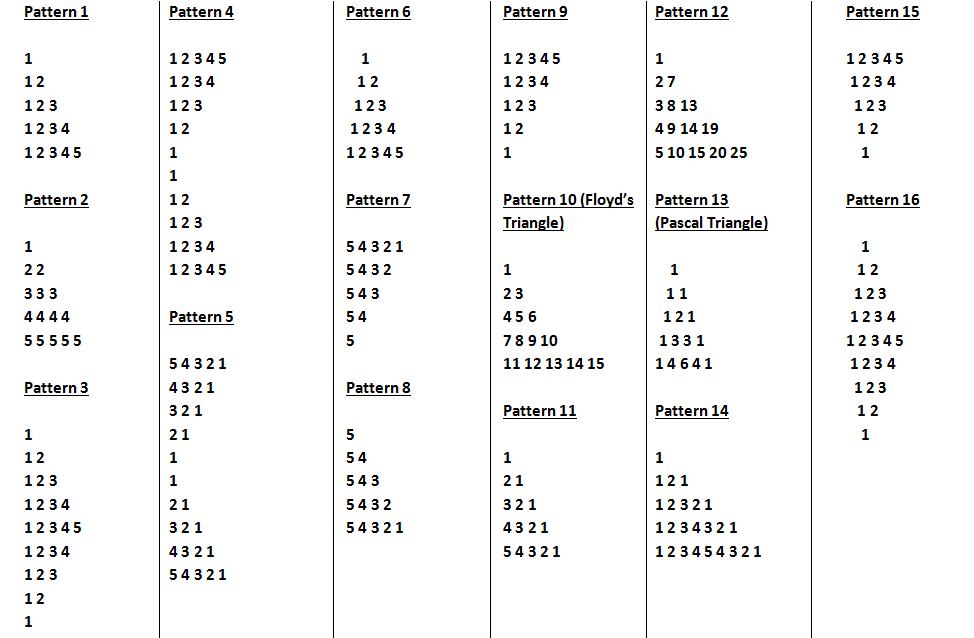 Pattern 1
1
1 2
1 2 3
1 2 3 4
1 2 3 4 5
Pattern 2
1
2 2
3 3 3
4 4 4 4
5 5 5 5 5
Pattern 3
1
1 2
1 2 3
1 2 3 4
1 2 3 4 5
1 2 3 4
1 2 3
1 2
1
Pattern 4
1 2 3 4 5
1 2 3 4
1 2 3
1 2
1
1
1 2
1 2 3
1 2 3 4
1 2 3 4 5
Pattern 5
5 4 3 2 1
4 3 2 1
3 2 1
2 1
1
1
2 1
3 2 1
4 3 2 1
5 4 3 2 1
Pattern 6
1
1 2
1 2 3
1 2 3 4
1 2 3 4 5
Pattern 7
5 4 3 2 1
5 4 3 2
5 4 3
5 4
5
Pattern 8
5
5 4
5 4 3
5 4 3 2
5 4 3 2 1
Pattern 9
1 2 3 4 5
1 2 3 4
1 2 3
1 2
1
Pattern 10 (Floyd’s
Triangle)
1
2 3
4 5 6
7 8 9 10
11 12 13 14 15
Pattern 11
1
2 1
3 2 1
4 3 2 1
5 4 3 2 1
Pattern 12
1
2 7
3 8 13
4 9 14 19
5 10 15 20 25
Pattern 13
(Pascal Triangle)
1
1 1
1 2 1
1 3 3 1
1 4 6 4 1
Pattern 14
1
1 2 1
1 2 3 2 1
1 2 3 4 3 2 1
1 2 3 4 5 4 3 2 1
Pattern 15
1 2 3 4 5
1 2 3 4
1 2 3
1 2
1
Pattern 16
1
1 2
1 2 3
1 2 3 4
1 2 3 4 5
1 2 3 4
1 2 3
1 2
1